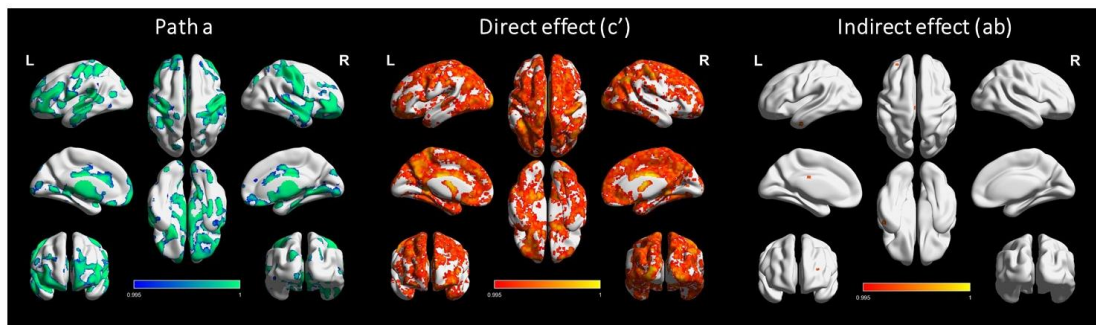 Path a
Direct effect (c’)
Indirect effect (ab)
L
R
L
R
L
R
0.995
1
0.995
1
0.995
1